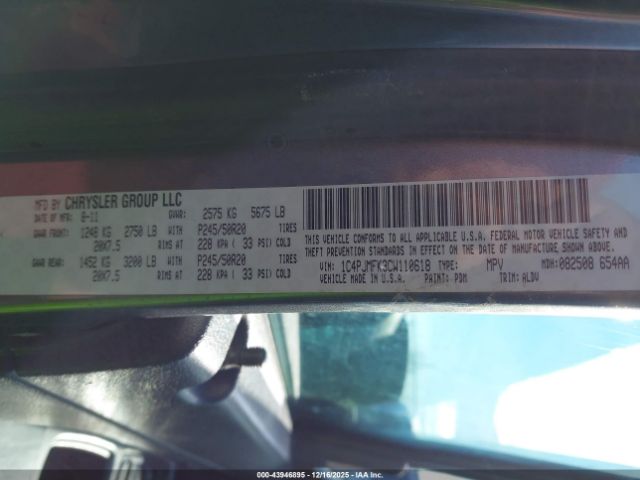 MFD BY CHRYSLER GROUP LLC
DATE OF MFR 8-11 GVWR: 2575 KG 5675 LB
GAWR FRONT: 1248 KG 2750 LB WITH P245/50R20 TIRES
20X7.5 RIMS AT 228 KPA ( 33 PSI) COLD
GAWR REAR: 1452 KG 3200 LB WITH P245/50R20 TIRES
20X7.5 RIMS AT 228 KPA ( 33 PSI) COLD
THIS VEHICLE CONFORMS TO ALL APPLICABLE U.S.A. FEDERAL MOTOR VEHICLE SAFETY AND
THEFT PREVENTION STANDARDS IN EFFECT ON THE DATE OF MANUFACTURE SHOWN ABOVE.
VIN: 1C4PJMFK3CW110618 TYPE: MPV MDH: 082508 654AA
VEHICLE MADE IN U.S.A. PAINT: PDM TRIM: ALDV
000-43946895 - 12/16/2025 - IAAI.COM